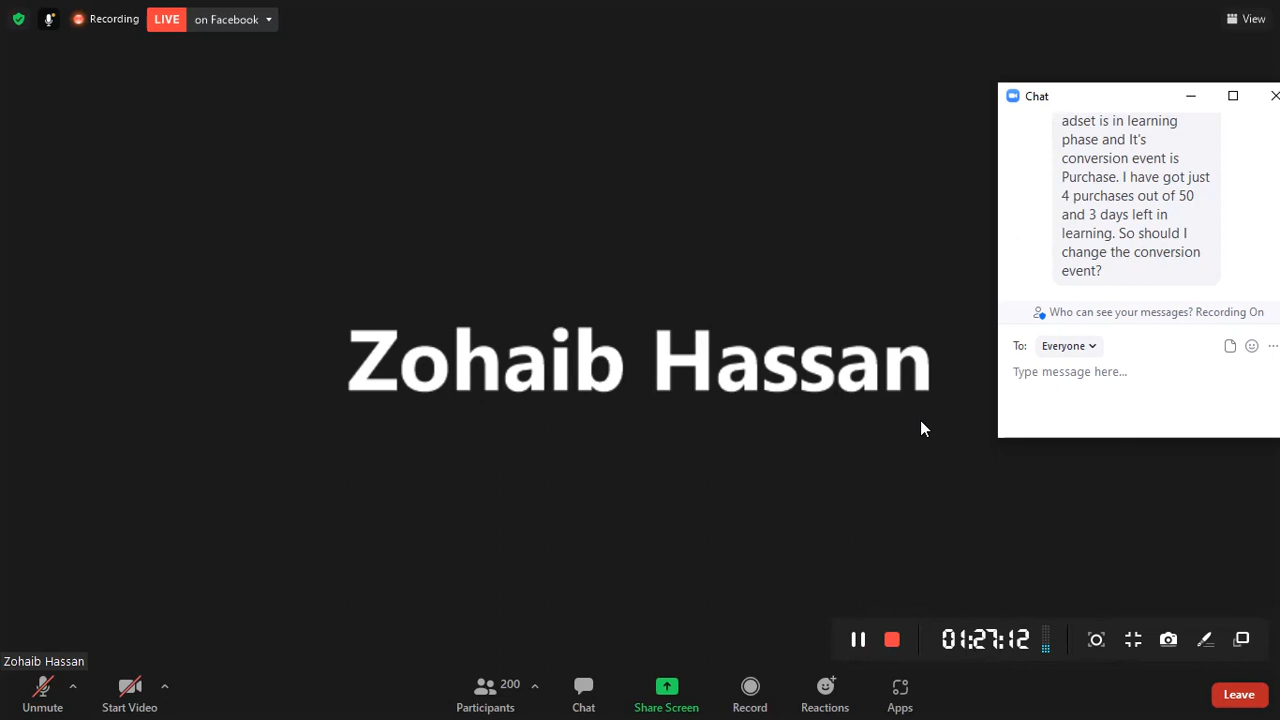 Recording
LIVE on Facebook
View
Chat
adset is in learning
phase and It's
conversion event is
Purchase. I have got just
4 purchases out of 50
and 3 days left in
learning. So should I
change the conversion
event?
Who can see your messages? Recording On
To: Everyone
Type message here...
Zohaib Hassan
01:27:12
Zohaib Hassan
Unmute
Start Video
200
Participants
Chat
Share Screen
Record
Reactions
Apps
Leave